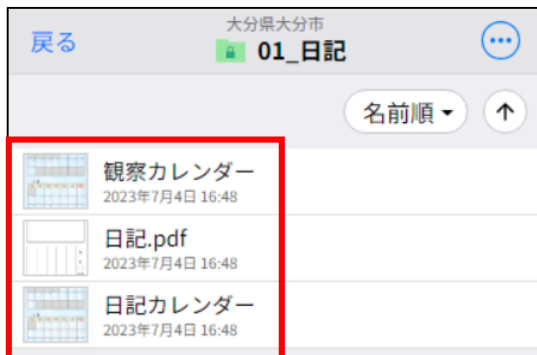 大分県大分市
戻る
01_日記
名前順
観察カレンダー
2023年7月4日 16:48
日記.pdf
2023年7月4日 16:48
日記カレンダー
2023年7月4日 16:48